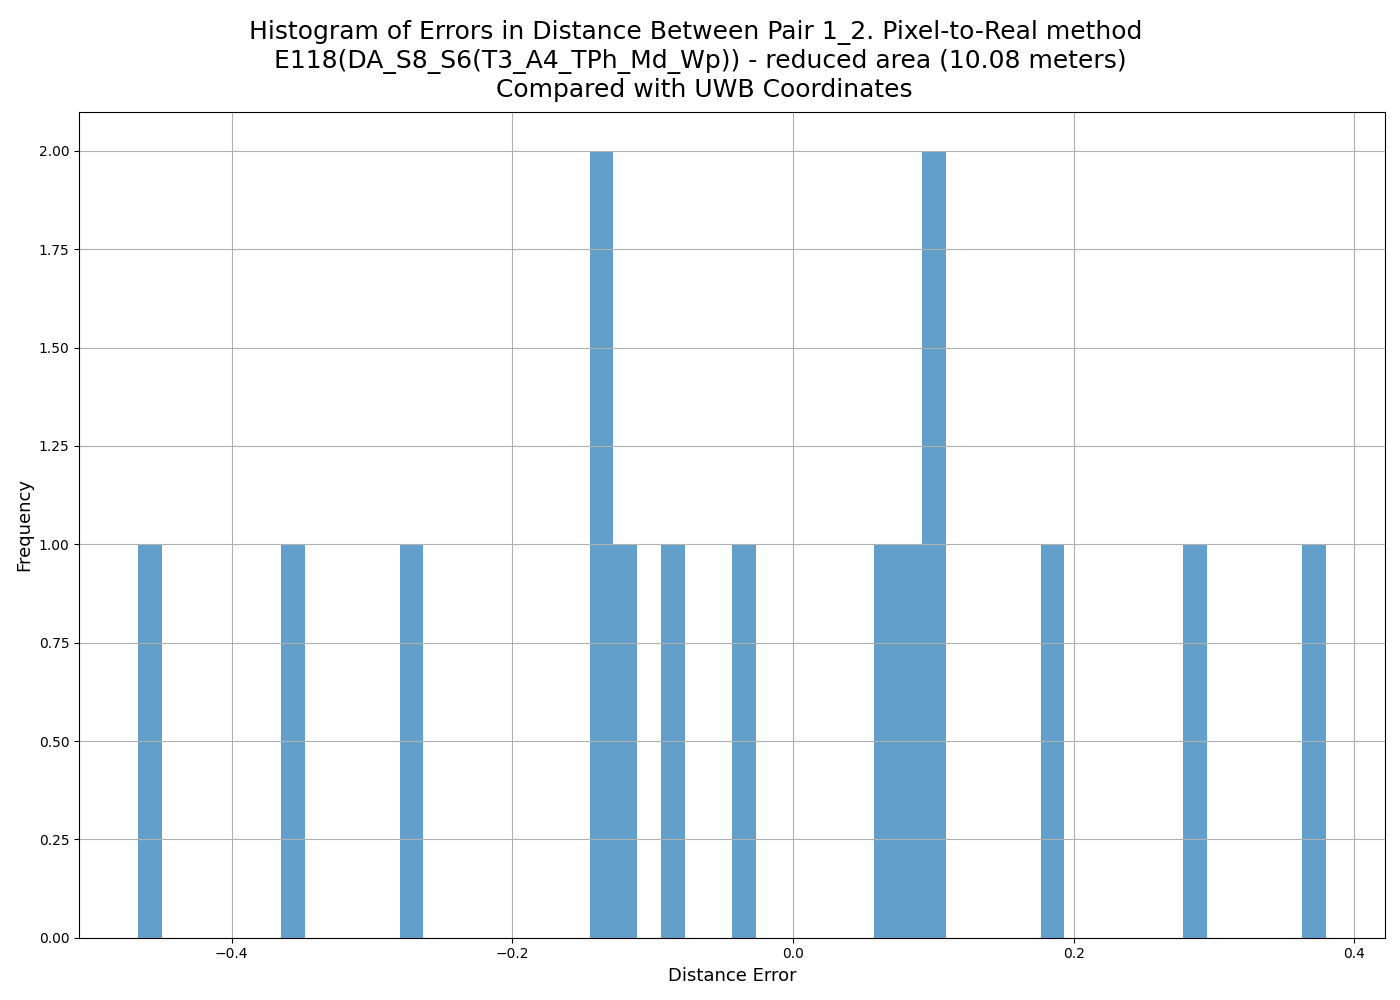 Histogram of Errors in Distance Between Pair 1_2. Pixel-to-Real method
E118(DA_S8_S6(T3_A4_TPh_Md_Wp)) - reduced area (10.08 meters)
Compared with UWB Coordinates
Frequency
2.00
1.75
1.50
1.25
1.00
0.75
0.50
0.25
0.00
−0.4 −0.2 0.0 0.2 0.4
Distance Error